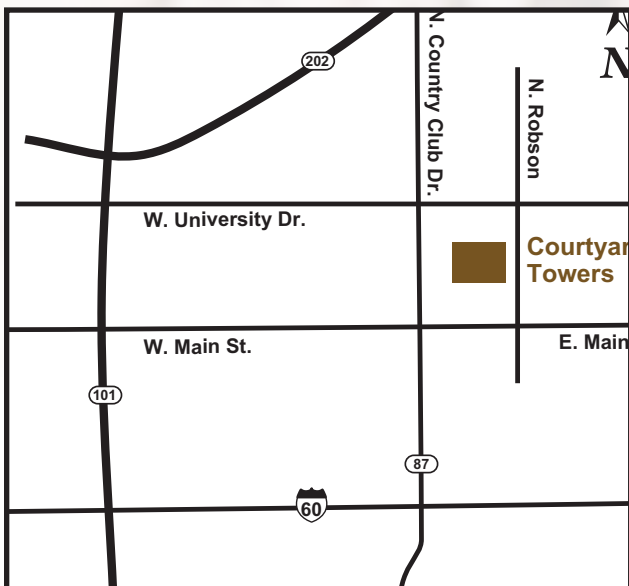 N
202
N. Country Club Dr.
N. Robson
W. University Dr.
Courtyar
Towers
W. Main St.
E. Main
101
87
60